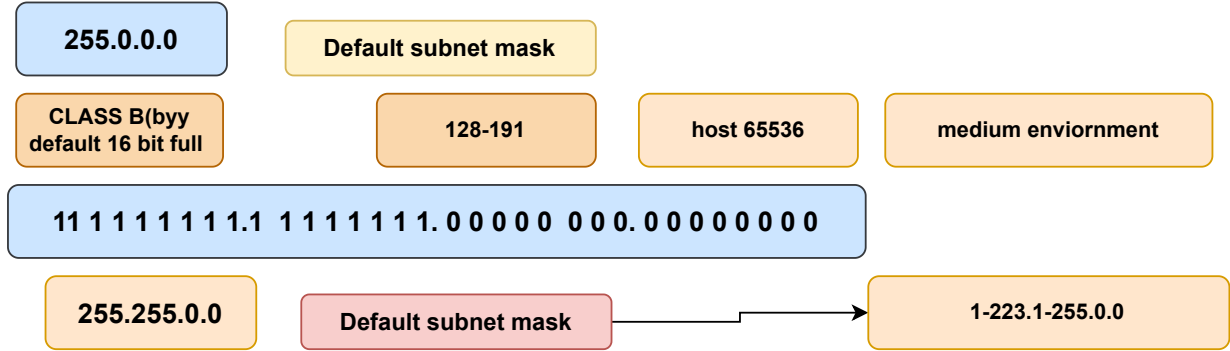 255.0.0.0
Default subnet mask
CLASS B(byy
default 16 bit full
128-191
host 65536
medium enviornment
11 1 1 1 1 1 1 1.1 1 1 1 1 1 1 1. 0 0 0 0 0 0 0 0. 0 0 0 0 0 0 0 0
255.255.0.0
Default subnet mask
1-223.1-255.0.0